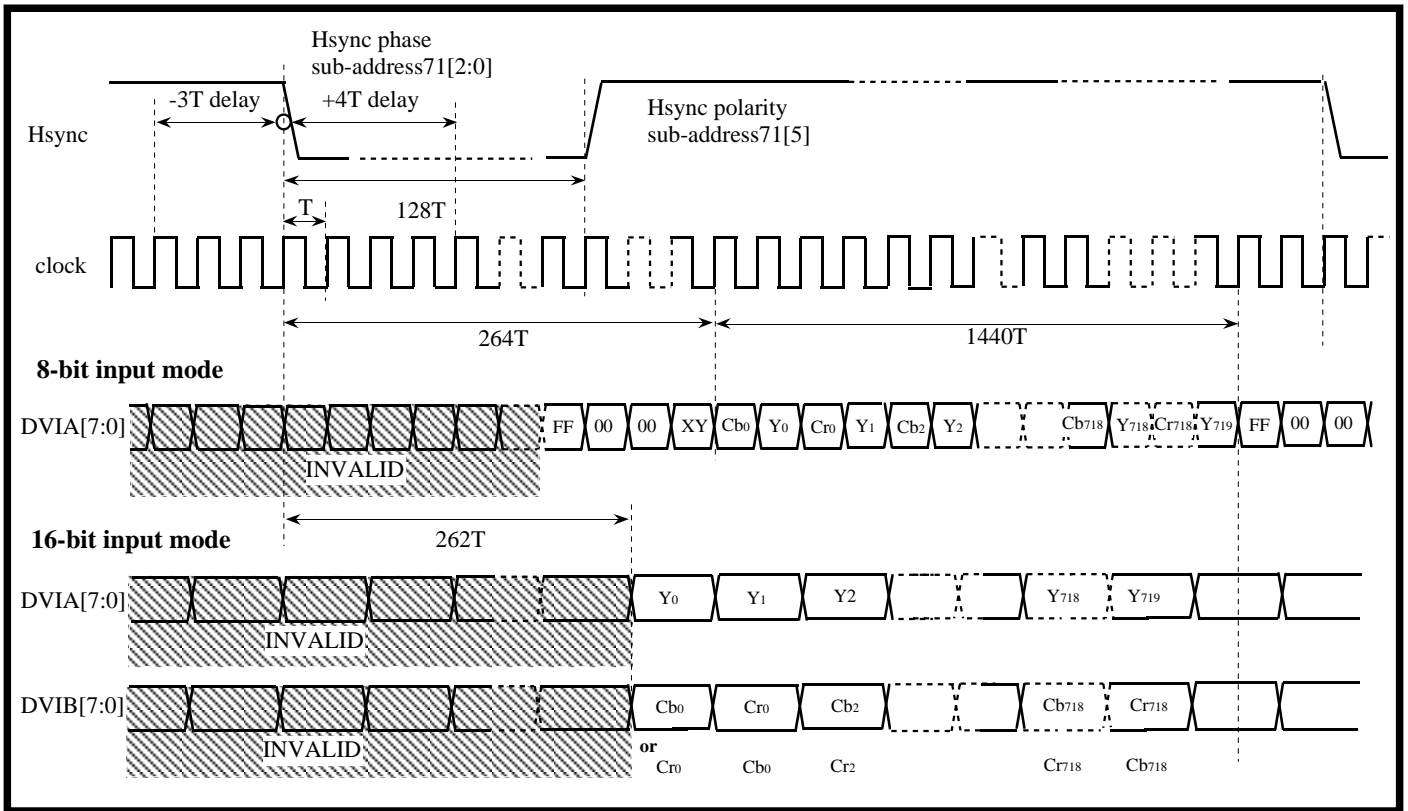 Hsync phase
sub-address71[2:0]
-3T delay
+4T delay
Hsync polarity
sub-address71[5]
Hsync
T
128T
clock
264T
1440T
8-bit input mode
DVIA[7:0] FF 00 00 XY Cb0 Y0 Cr0 Y1 Cb2 Y2 Cb718 Y718 Cr718 Y719 FF 00 00
INVALID
262T
16-bit input mode
DVIA[7:0] Y0 Y1 Y2 Y718 Y719
INVALID
DVIB[7:0] Cb0 Cr0 Cb2 Cb718 Cr718
INVALID
or
Cr0 Cb0 Cr2 Cr718 Cb718